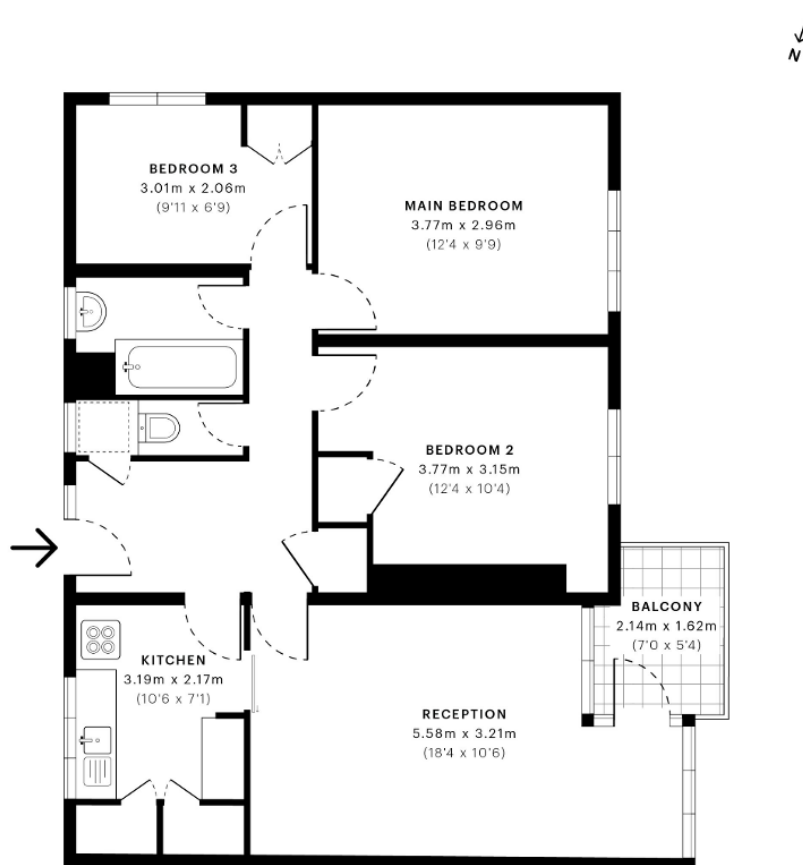 N
BEDROOM 3
3.01m x 2.06m
(9'11 x 6'9)
MAIN BEDROOM
3.77m x 2.96m
(12'4 x 9'9)
BEDROOM 2
3.77m x 3.15m
(12'4 x 10'4)
BALCONY
2.14m x 1.62m
(7'0 x 5'4)
KITCHEN
3.19m x 2.17m
(10'6 x 7'1)
RECEPTION
5.58m x 3.21m
(18'4 x 10'6)